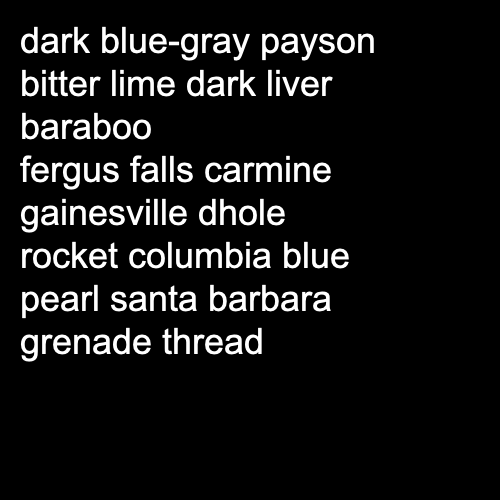 dark blue-gray payson
bitter lime dark liver
baraboo
fergus falls carmine
gainesville dhole
rocket columbia blue
pearl santa barbara
grenade thread